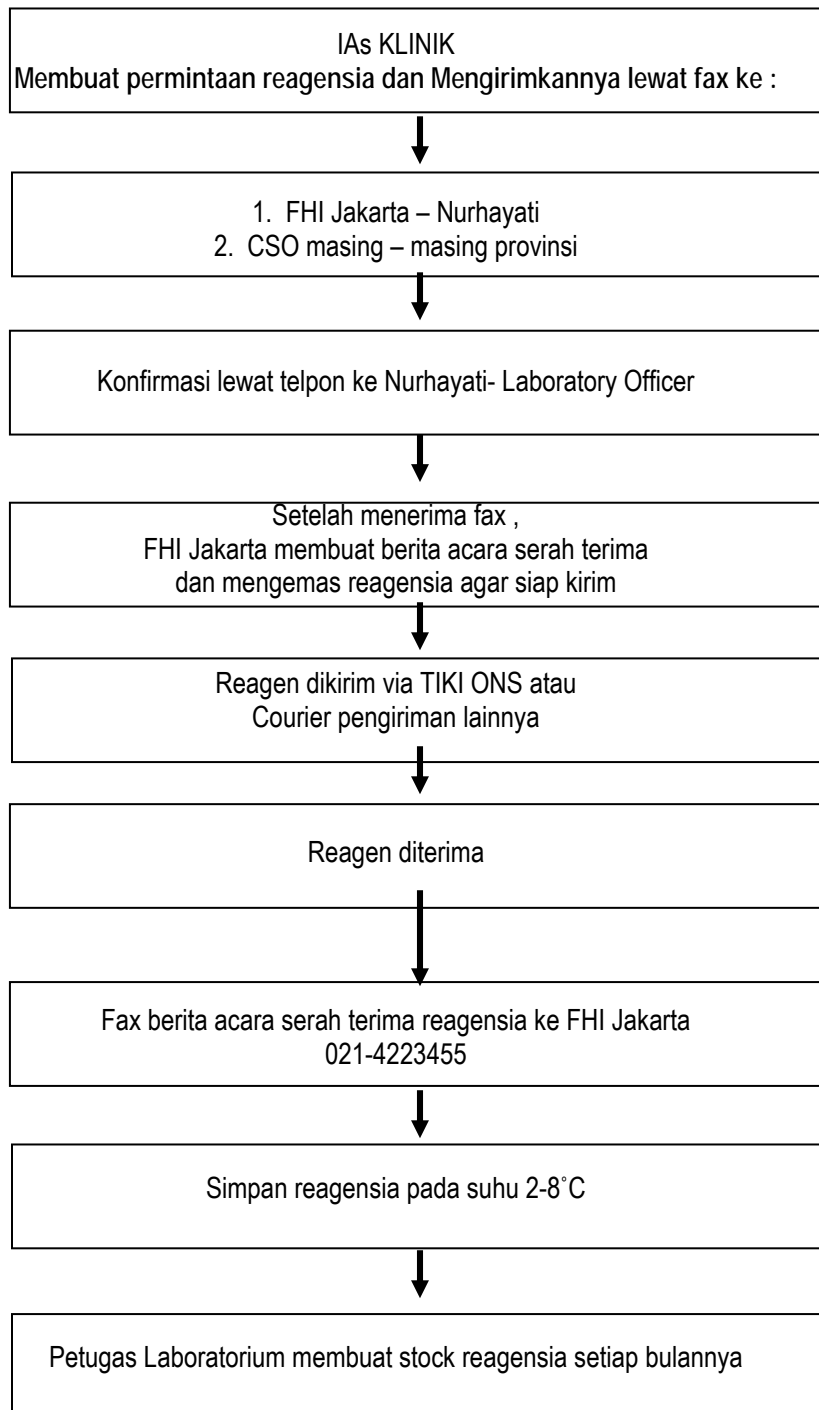 IAs KLINIK
Membuat permintaan reagensia dan Mengirimkannya lewat fax ke :
1. FHI Jakarta – Nurhayati
2. CSO masing – masing provinsi
Konfirmasi lewat telpon ke Nurhayati- Laboratory Officer
Setelah menerima fax ,
FHI Jakarta membuat berita acara serah terima
dan mengemas reagensia agar siap kirim
Reagen dikirim via TIKI ONS atau
Courier pengiriman lainnya
Reagen diterima
Fax berita acara serah terima reagensia ke FHI Jakarta
021-4223455
Simpan reagensia pada suhu 2-8˚C
Petugas Laboratorium membuat stock reagensia setiap bulannya